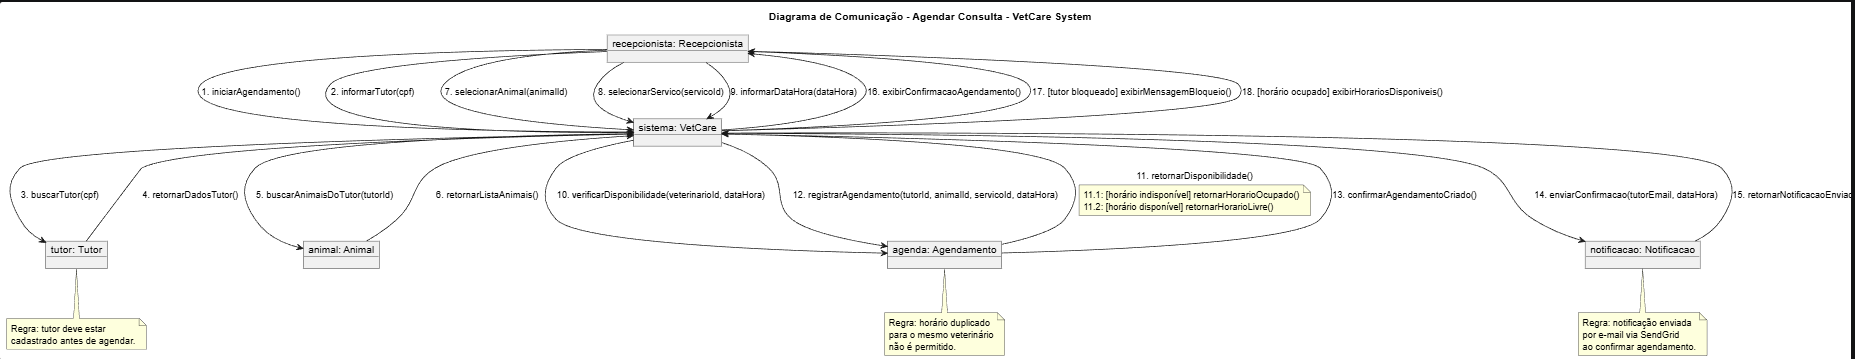 Diagrama de Comunicação - Agendar Consulta - VetCare System
recepcionista: Recepcionista
1. iniciarAgendamento()
2. informarTutor(cpf)
7. selecionarAnimal(animalId)
8. selecionarServico(servicoId)
9. informarDataHora(dataHora)
16. exibirConfirmacaoAgendamento()
17. [tutor bloqueado] exibirMensagemBloqueio()
18. [horário ocupado] exibirHorariosDisponiveis()
sistema: VetCare
3. buscarTutor(cpf)
4. retornarDadosTutor()
5. buscarAnimaisDoTutor(tutorId)
6. retornarListaAnimais()
10. verificarDisponibilidade(veterinarioId, dataHora)
12. registrarAgendamento(tutorId, animalId, servicoId, dataHora)
11. retornarDisponibilidade()
11.1: [horário indisponível] retornarHorarioOcupado()
11.2: [horário disponível] retornarHorarioLivre()
13. confirmarAgendamentoCriado()
14. enviarConfirmacao(tutorEmail, dataHora)
15. retornarNotificacaoEnviad
tutor: Tutor
animal: Animal
agenda: Agendamento
notificacao: Notificacao
Regra: tutor deve estar
cadastrado antes de agendar.
Regra: horário duplicado
para o mesmo veterinário
não é permitido.
Regra: notificação enviada
por e-mail via SendGrid
ao confirmar agendamento.